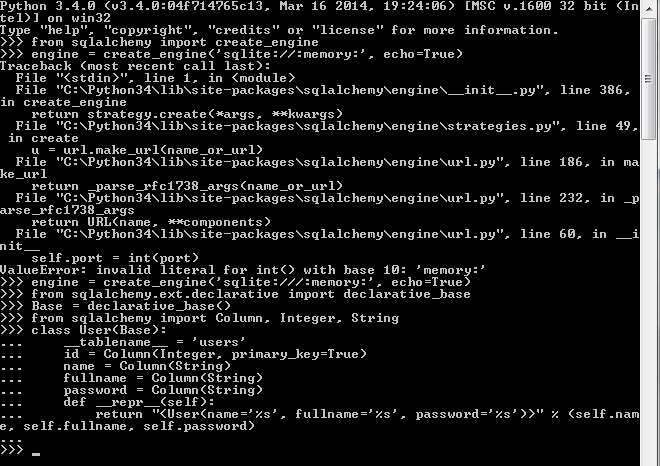 Python 3.4.0 (v3.4.0:04f714765c13, Mar 16 2014, 19:24:06) [MSC v.1600 32 bit (In
tel)] on win32
Type "help", "copyright", "credits" or "license" for more information.
>>> from sqlalchemy import create_engine
>>> engine = create_engine('sqlite://:memory:', echo=True)
Traceback (most recent call last):
  File "<stdin>", line 1, in <module>
  File "C:\Python34\lib\site-packages\sqlalchemy\engine\__init__.py", line 386,
in create_engine
    return strategy.create(*args, **kwargs)
  File "C:\Python34\lib\site-packages\sqlalchemy\engine\strategies.py", line 49,
 in create
    u = url.make_url(name_or_url)
  File "C:\Python34\lib\site-packages\sqlalchemy\engine\url.py", line 186, in ma
ke_url
    return _parse_rfc1738_args(name_or_url)
  File "C:\Python34\lib\site-packages\sqlalchemy\engine\url.py", line 232, in _p
arse_rfc1738_args
    return URL(name, **components)
  File "C:\Python34\lib\site-packages\sqlalchemy\engine\url.py", line 60, in __i
nit__
    self.port = int(port)
ValueError: invalid literal for int() with base 10: 'memory:'
>>> engine = create_engine('sqlite:///:memory:', echo=True)
>>> from sqlalchemy.ext.declarative import declarative_base
>>> Base = declarative_base()
>>> from sqlalchemy import Column, Integer, String
>>> class User(Base):
...     __tablename__ = 'users'
...     id = Column(Integer, primary_key=True)
...     name = Column(String)
...     fullname = Column(String)
...     password = Column(String)
...     def __repr__(self):
...         return "<User(name='%s', fullname='%s', password='%s')>" % (self.nam
e, self.fullname, self.password)
...
>>> _